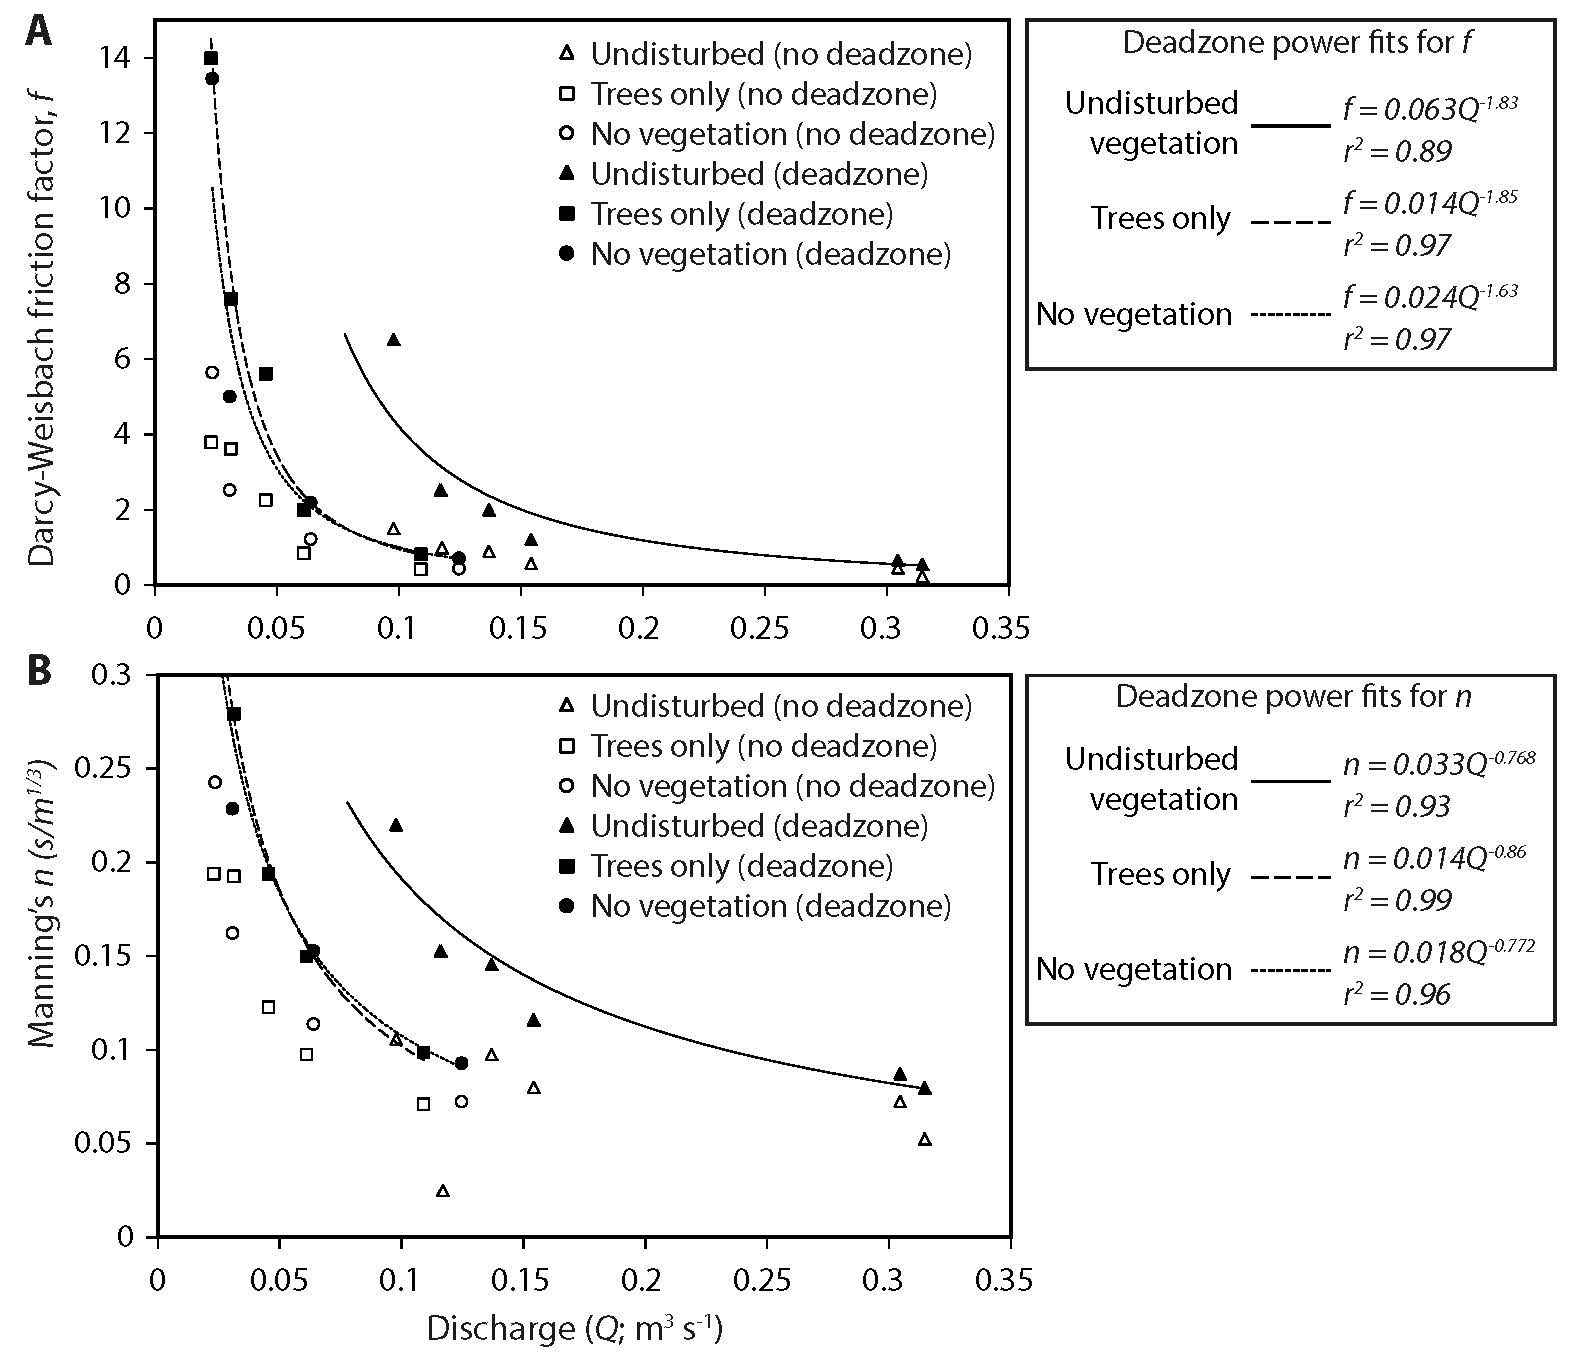 A
Darcy-Weisbach friction factor, f
14
12
10
8
6
4
2
0
Undisturbed (no deadzone)
Trees only (no deadzone)
No vegetation (no deadzone)
Undisturbed (deadzone)
Trees only (deadzone)
No vegetation (deadzone)
0 0.05 0.1 0.15 0.2 0.25 0.3 0.35
Deadzone power fits for f
Undisturbed
vegetation
f = 0.063Q^-1.83
r² = 0.89
Trees only
f = 0.014Q^-1.85
r² = 0.97
No vegetation
f = 0.024Q^-1.63
r² = 0.97
B
Manning's n (s/m^1/3)
0.3
0.25
0.2
0.15
0.1
0.05
0
Undisturbed (no deadzone)
Trees only (no deadzone)
No vegetation (no deadzone)
Undisturbed (deadzone)
Trees only (deadzone)
No vegetation (deadzone)
0 0.05 0.1 0.15 0.2 0.25 0.3 0.35
Discharge (Q; m³ s⁻¹)
Deadzone power fits for n
Undisturbed
vegetation
n = 0.033Q^-0.768
r² = 0.93
Trees only
n = 0.014Q^-0.86
r² = 0.99
No vegetation
n = 0.018Q^-0.772
r² = 0.96